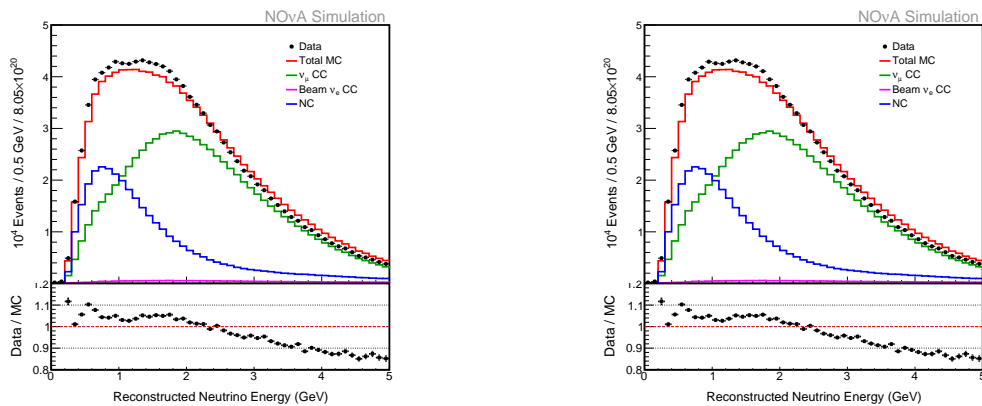 NOνA Simulation
10⁴ Events / 0.5 GeV / 8.05×10²⁰
5
4
3
2
1
Data
Total MC
νμ CC
Beam νe CC
NC
Data / MC
1.2
1.1
1
0.9
0.8
0 1 2 3 4 5
Reconstructed Neutrino Energy (GeV)
NOνA Simulation
10⁴ Events / 0.5 GeV / 8.05×10²⁰
5
4
3
2
1
Data
Total MC
νμ CC
Beam νe CC
NC
Data / MC
1.2
1.1
1
0.9
0.8
0 1 2 3 4 5
Reconstructed Neutrino Energy (GeV)